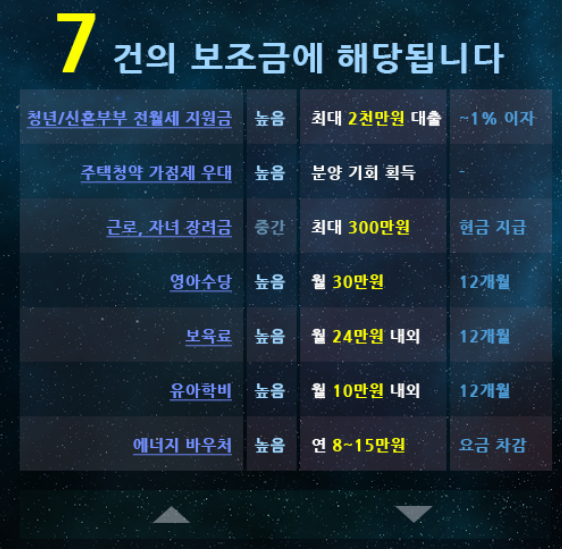 7 건의 보조금에 해당됩니다
청년/신혼부부 전월세 지원금 높음 최대 2천만원 대출 ~1% 이자
주택청약 가점제 우대 높음 분양 기회 획득 -
근로, 자녀 장려금 중간 최대 300만원 현금 지급
영아수당 높음 월 30만원 12개월
보육료 높음 월 24만원 내외 12개월
유아학비 높음 월 10만원 내외 12개월
에너지 바우처 높음 연 8~15만원 요금 차감